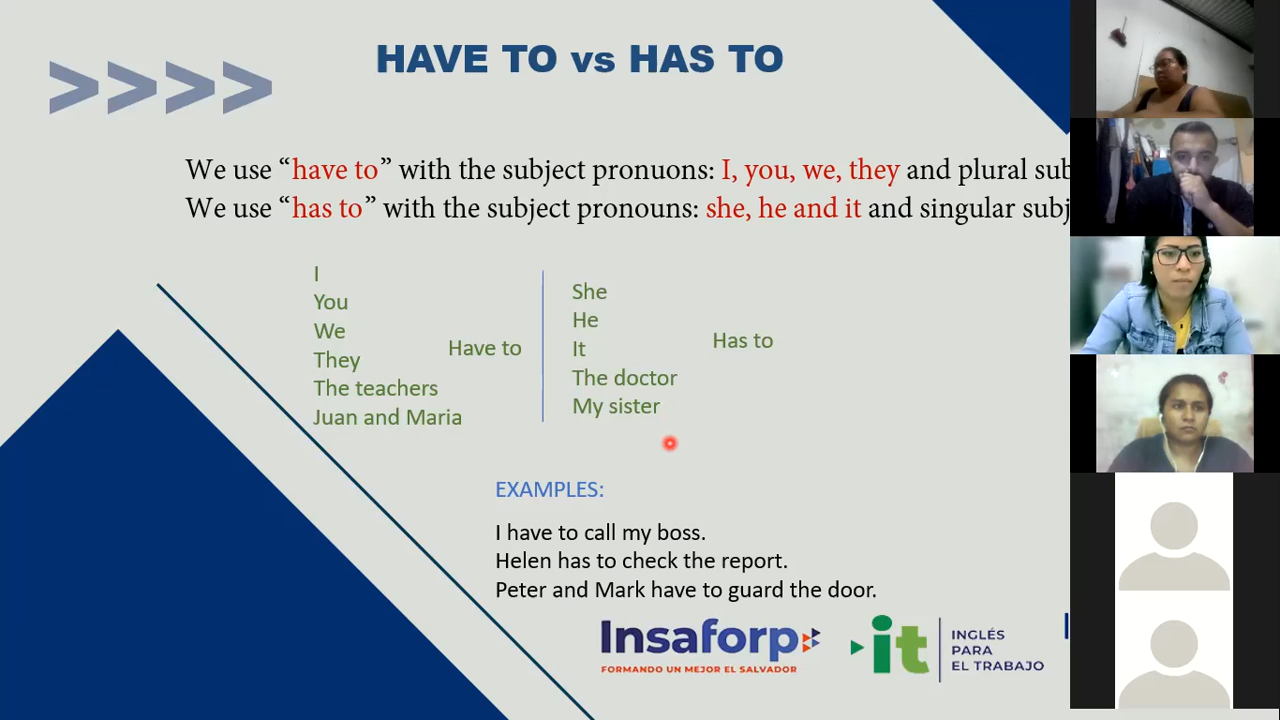 >>>>
HAVE TO vs HAS TO
We use “have to” with the subject pronuons: I, you, we, they and plural sub
We use “has to” with the subject pronouns: she, he and it and singular subj
I
You
We
They
Have to
The teachers
Juan and Maria
She
He
It
Has to
The doctor
My sister
EXAMPLES:
I have to call my boss.
Helen has to check the report.
Peter and Mark have to guard the door.
Insaforp
FORMANDO UN MEJOR EL SALVADOR
it
INGLÉS
PARA
EL TRABAJO